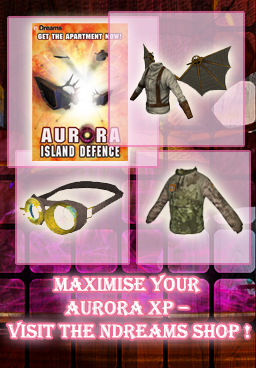 nDreams
GET THE APARTMENT NOW!
AURORA
ISLAND DEFENCE
MAXIMISE YOUR
AURORA XP –
VISIT THE NDREAMS SHOP !